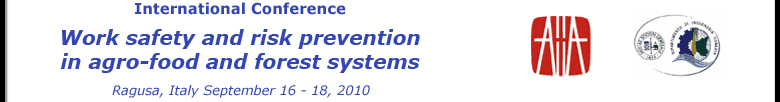 International Conference
Work safety and risk prevention
in agro-food and forest systems
Ragusa, Italy September 16 - 18, 2010